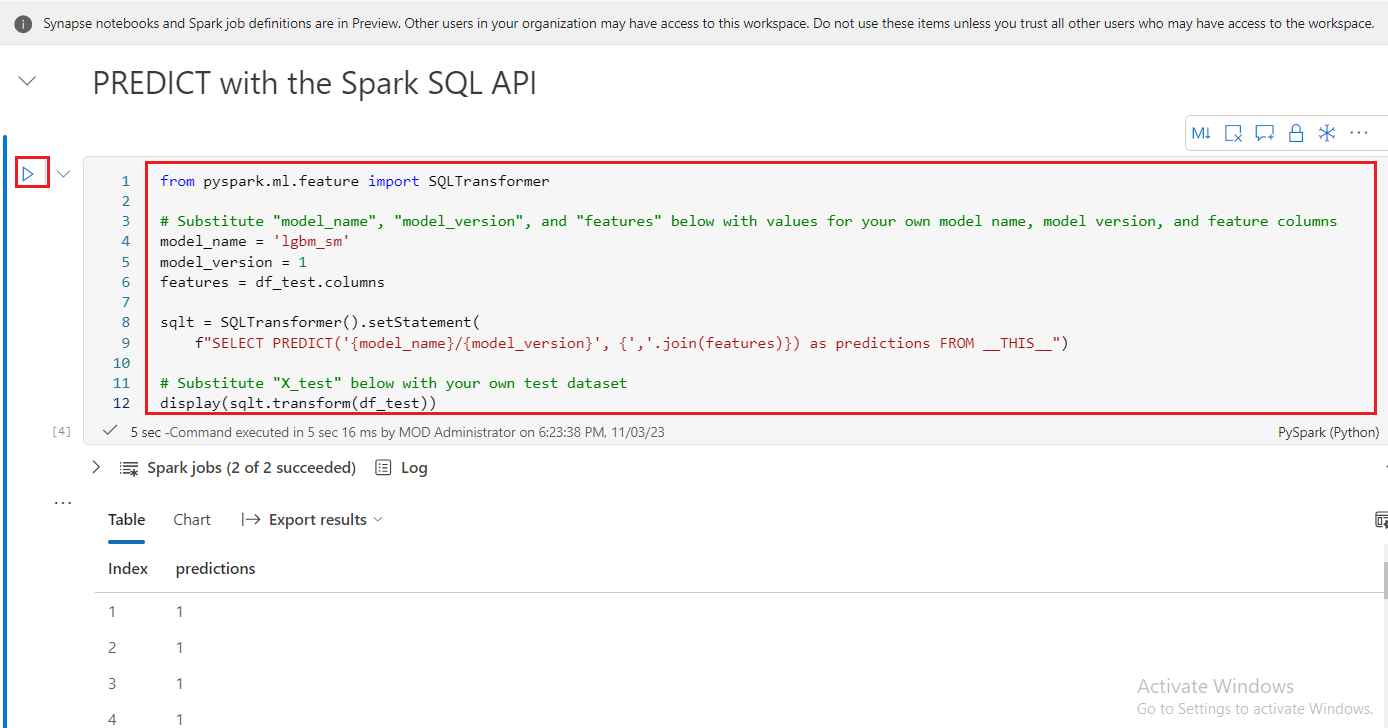 Synapse notebooks and Spark job definitions are in Preview. Other users in your organization may have access to this workspace. Do not use these items unless you trust all other users who may have access to the workspace.
PREDICT with the Spark SQL API
M↓
1 from pyspark.ml.feature import SQLTransformer
2
3 # Substitute "model_name", "model_version", and "features" below with values for your own model name, model version, and feature columns
4 model_name = 'lgbm_sm'
5 model_version = 1
6 features = df_test.columns
7
8 sqlt = SQLTransformer().setStatement(
9     f"SELECT PREDICT('{model_name}/{model_version}', {','.join(features)}) as predictions FROM __THIS__")
10
11 # Substitute "X_test" below with your own test dataset
12 display(sqlt.transform(df_test))
[4] 5 sec -Command executed in 5 sec 16 ms by MOD Administrator on 6:23:38 PM, 11/03/23 PySpark (Python)
Spark jobs (2 of 2 succeeded) Log
Table Chart Export results
Index predictions
1 1
2 1
3 1
4 1
Activate Windows
Go to Settings to activate Windows.